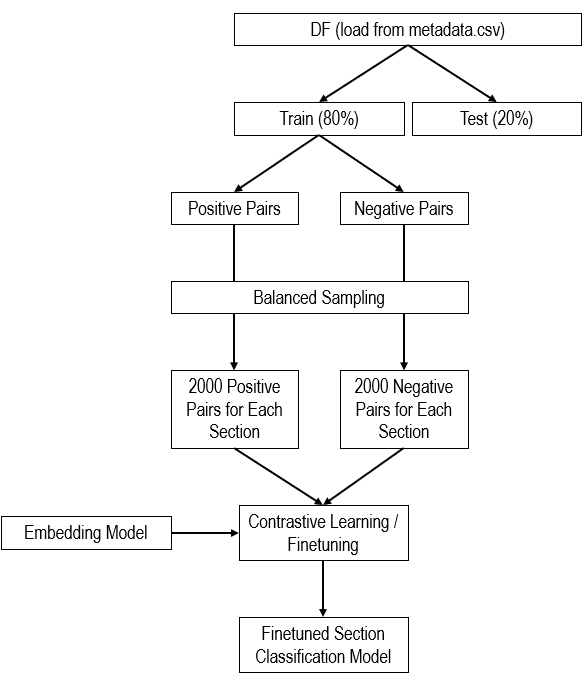 DF (load from metadata.csv)
Train (80%)
Test (20%)
Positive Pairs
Negative Pairs
Balanced Sampling
2000 Positive
Pairs for Each
Section
2000 Negative
Pairs for Each
Section
Embedding Model
Contrastive Learning /
Finetuning
Finetuned Section
Classification Model